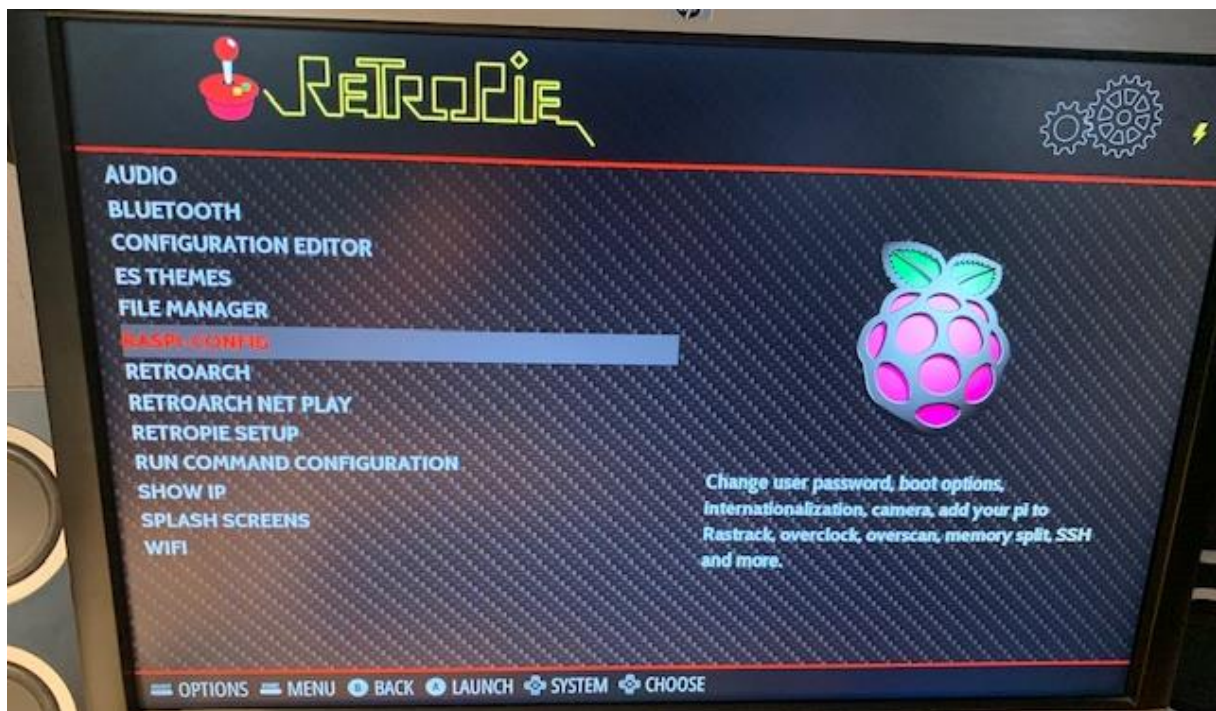 RETROPIE
AUDIO
BLUETOOTH
CONFIGURATION EDITOR
ES THEMES
FILE MANAGER
RASPI-CONFIG
RETROARCH
RETROARCH NET PLAY
RETROPIE SETUP
RUN COMMAND CONFIGURATION
SHOW IP
SPLASH SCREENS
WIFI
Change user password, boot options,
internationalization, camera, add your pi to
Rastrack, overclock, overscan, memory split, SSH
and more.
OPTIONS MENU B BACK A LAUNCH SYSTEM CHOOSE